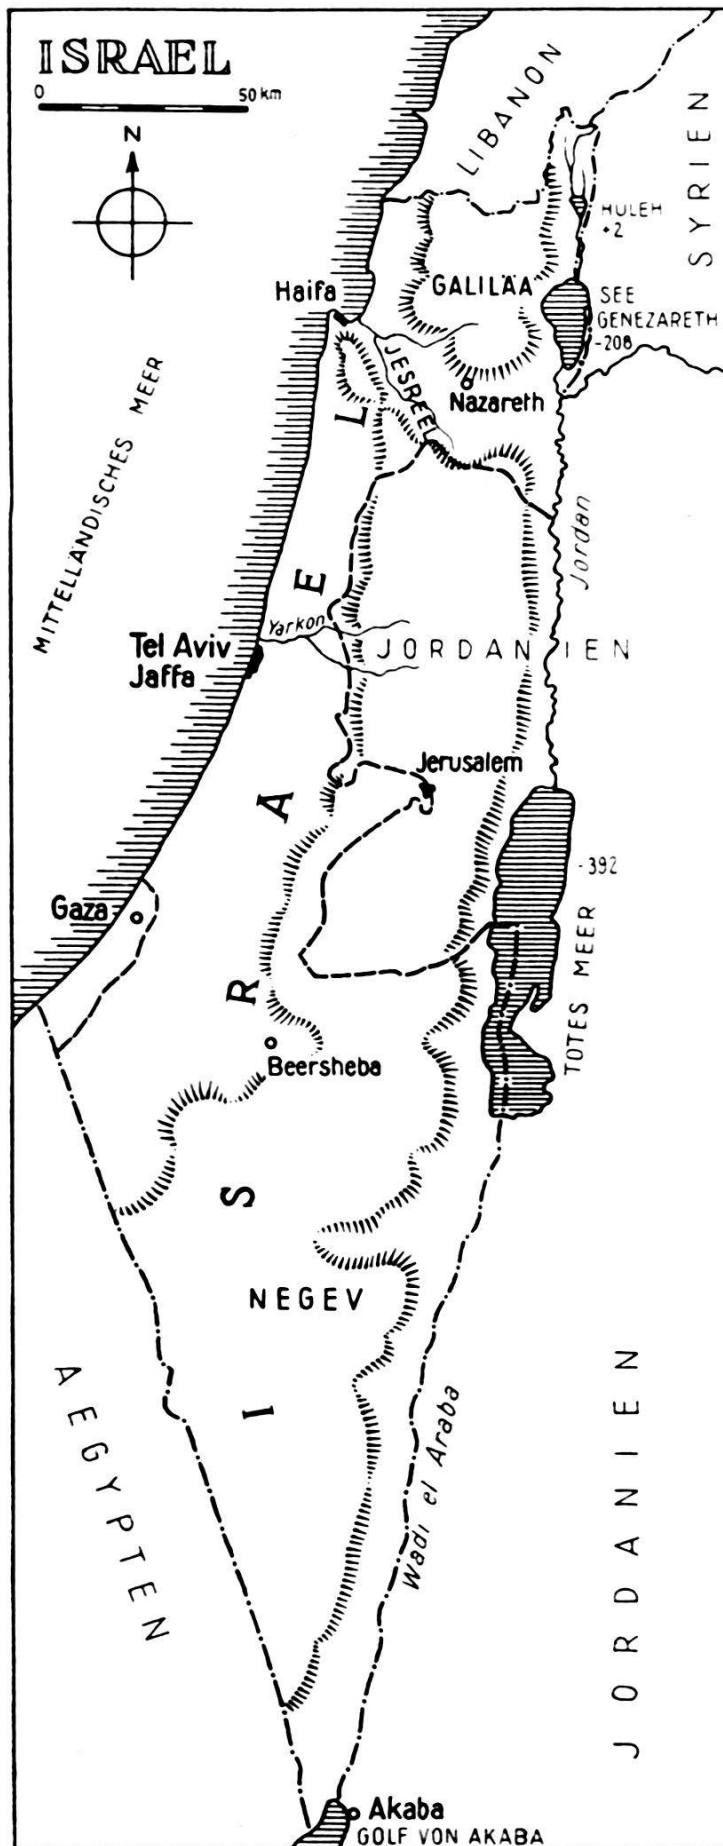 ISRAEL
0 50 km
N
LIBANON
SYRIEN
HULEH
+2
Haifa
GALILÄA
SEE
GENEZARETH
-208
JESREEL
Nazareth
MITTELLÄNDISCHES MEER
Jordan
Yarkon
Tel Aviv
Jaffa
JORDANIEN
Jerusalem
-392
Gaza
TOTES MEER
Beersheba
ISRAEL
NEGEV
AEGYPTEN
Wadi el Araba
JORDANIEN
Akaba
GOLF VON AKABA